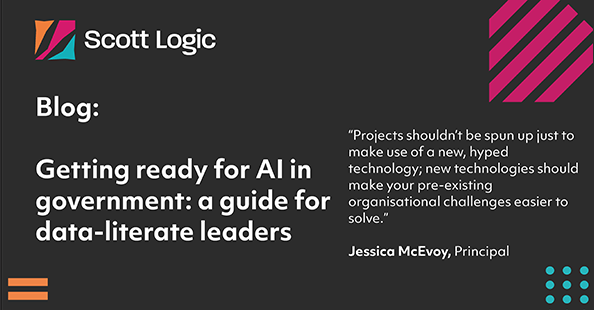 Scott Logic
Blog:
Getting ready for AI in
government: a guide for
data-literate leaders
"Projects shouldn't be spun up just to
make use of a new, hyped
technology; new technologies should
make your pre-existing
organisational challenges easier to
solve."
Jessica McEvoy, Principal